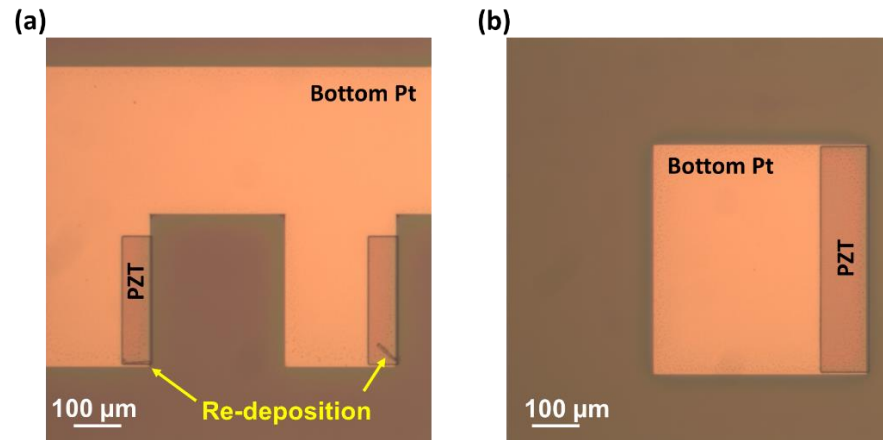 (a)
Bottom Pt
PZT
Re-deposition
100 µm
(b)
Bottom Pt
PZT
100 µm